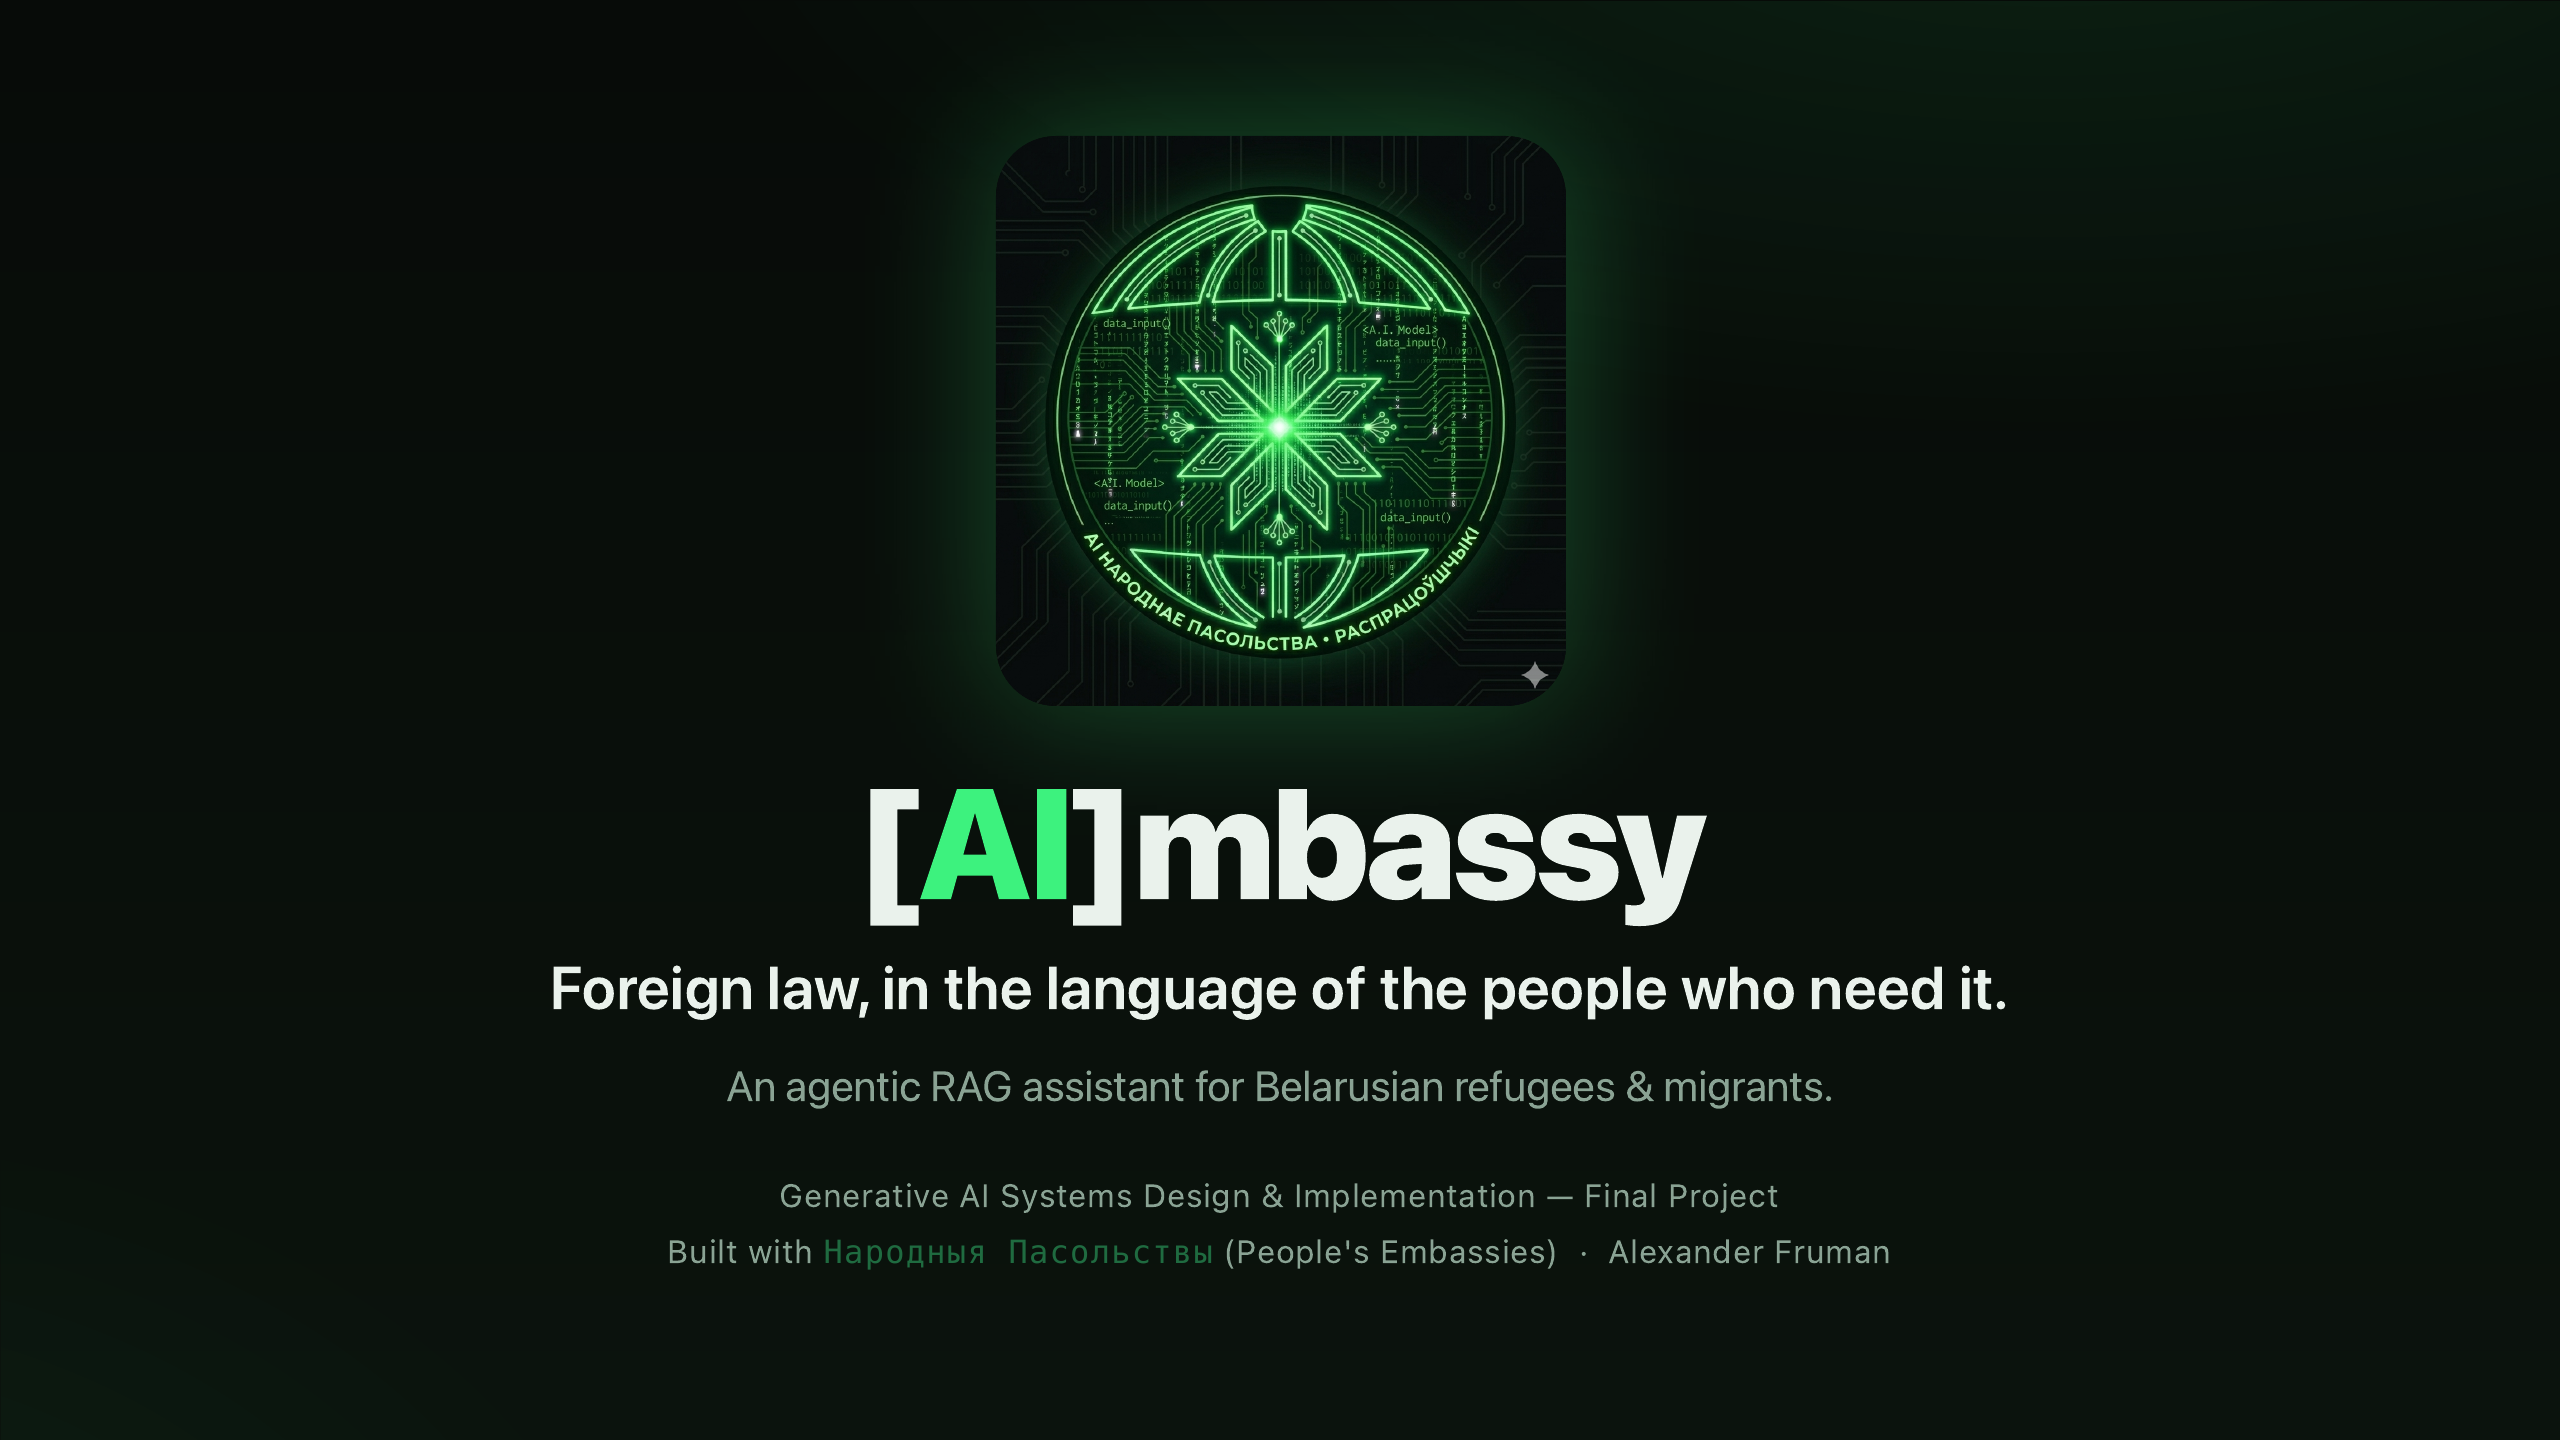 data_input()
<A.I. Model>
data_input()
<A.I. Model>
data_input()
data_input()
AI НАРОДНАЕ ПАСОЛЬСТВА • РАСПРАЦОЎШЧЫКІ
[AI]mbassy
Foreign law, in the language of the people who need it.
An agentic RAG assistant for Belarusian refugees & migrants.
Generative AI Systems Design & Implementation — Final Project
Built with Народныя Пасольствы (People's Embassies) · Alexander Fruman